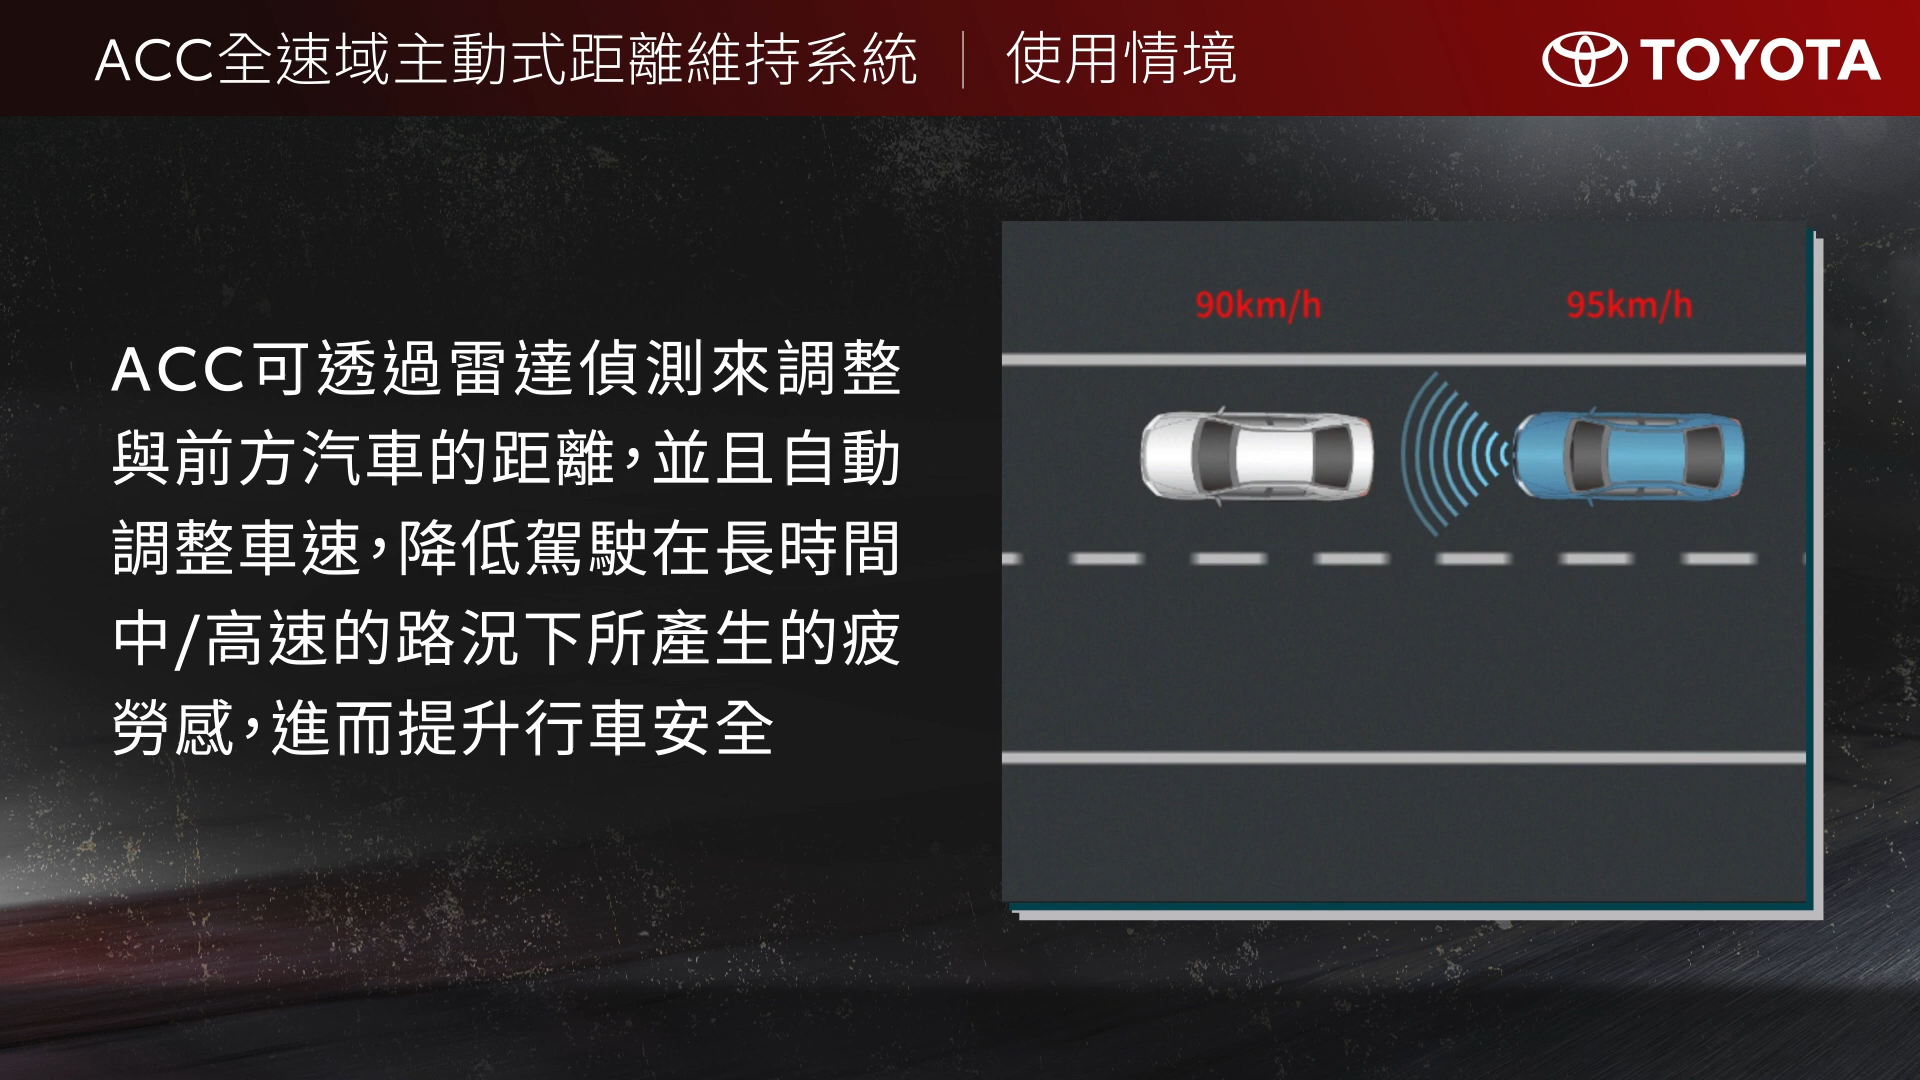 ACC全速域主動式距離維持系統｜使用情境
TOYOTA
90km/h
95km/h
ACC可透過雷達偵測來調整
與前方汽車的距離，並且自動
調整車速，降低駕駛在長時間
中/高速的路況下所產生的疲
勞感，進而提升行車安全